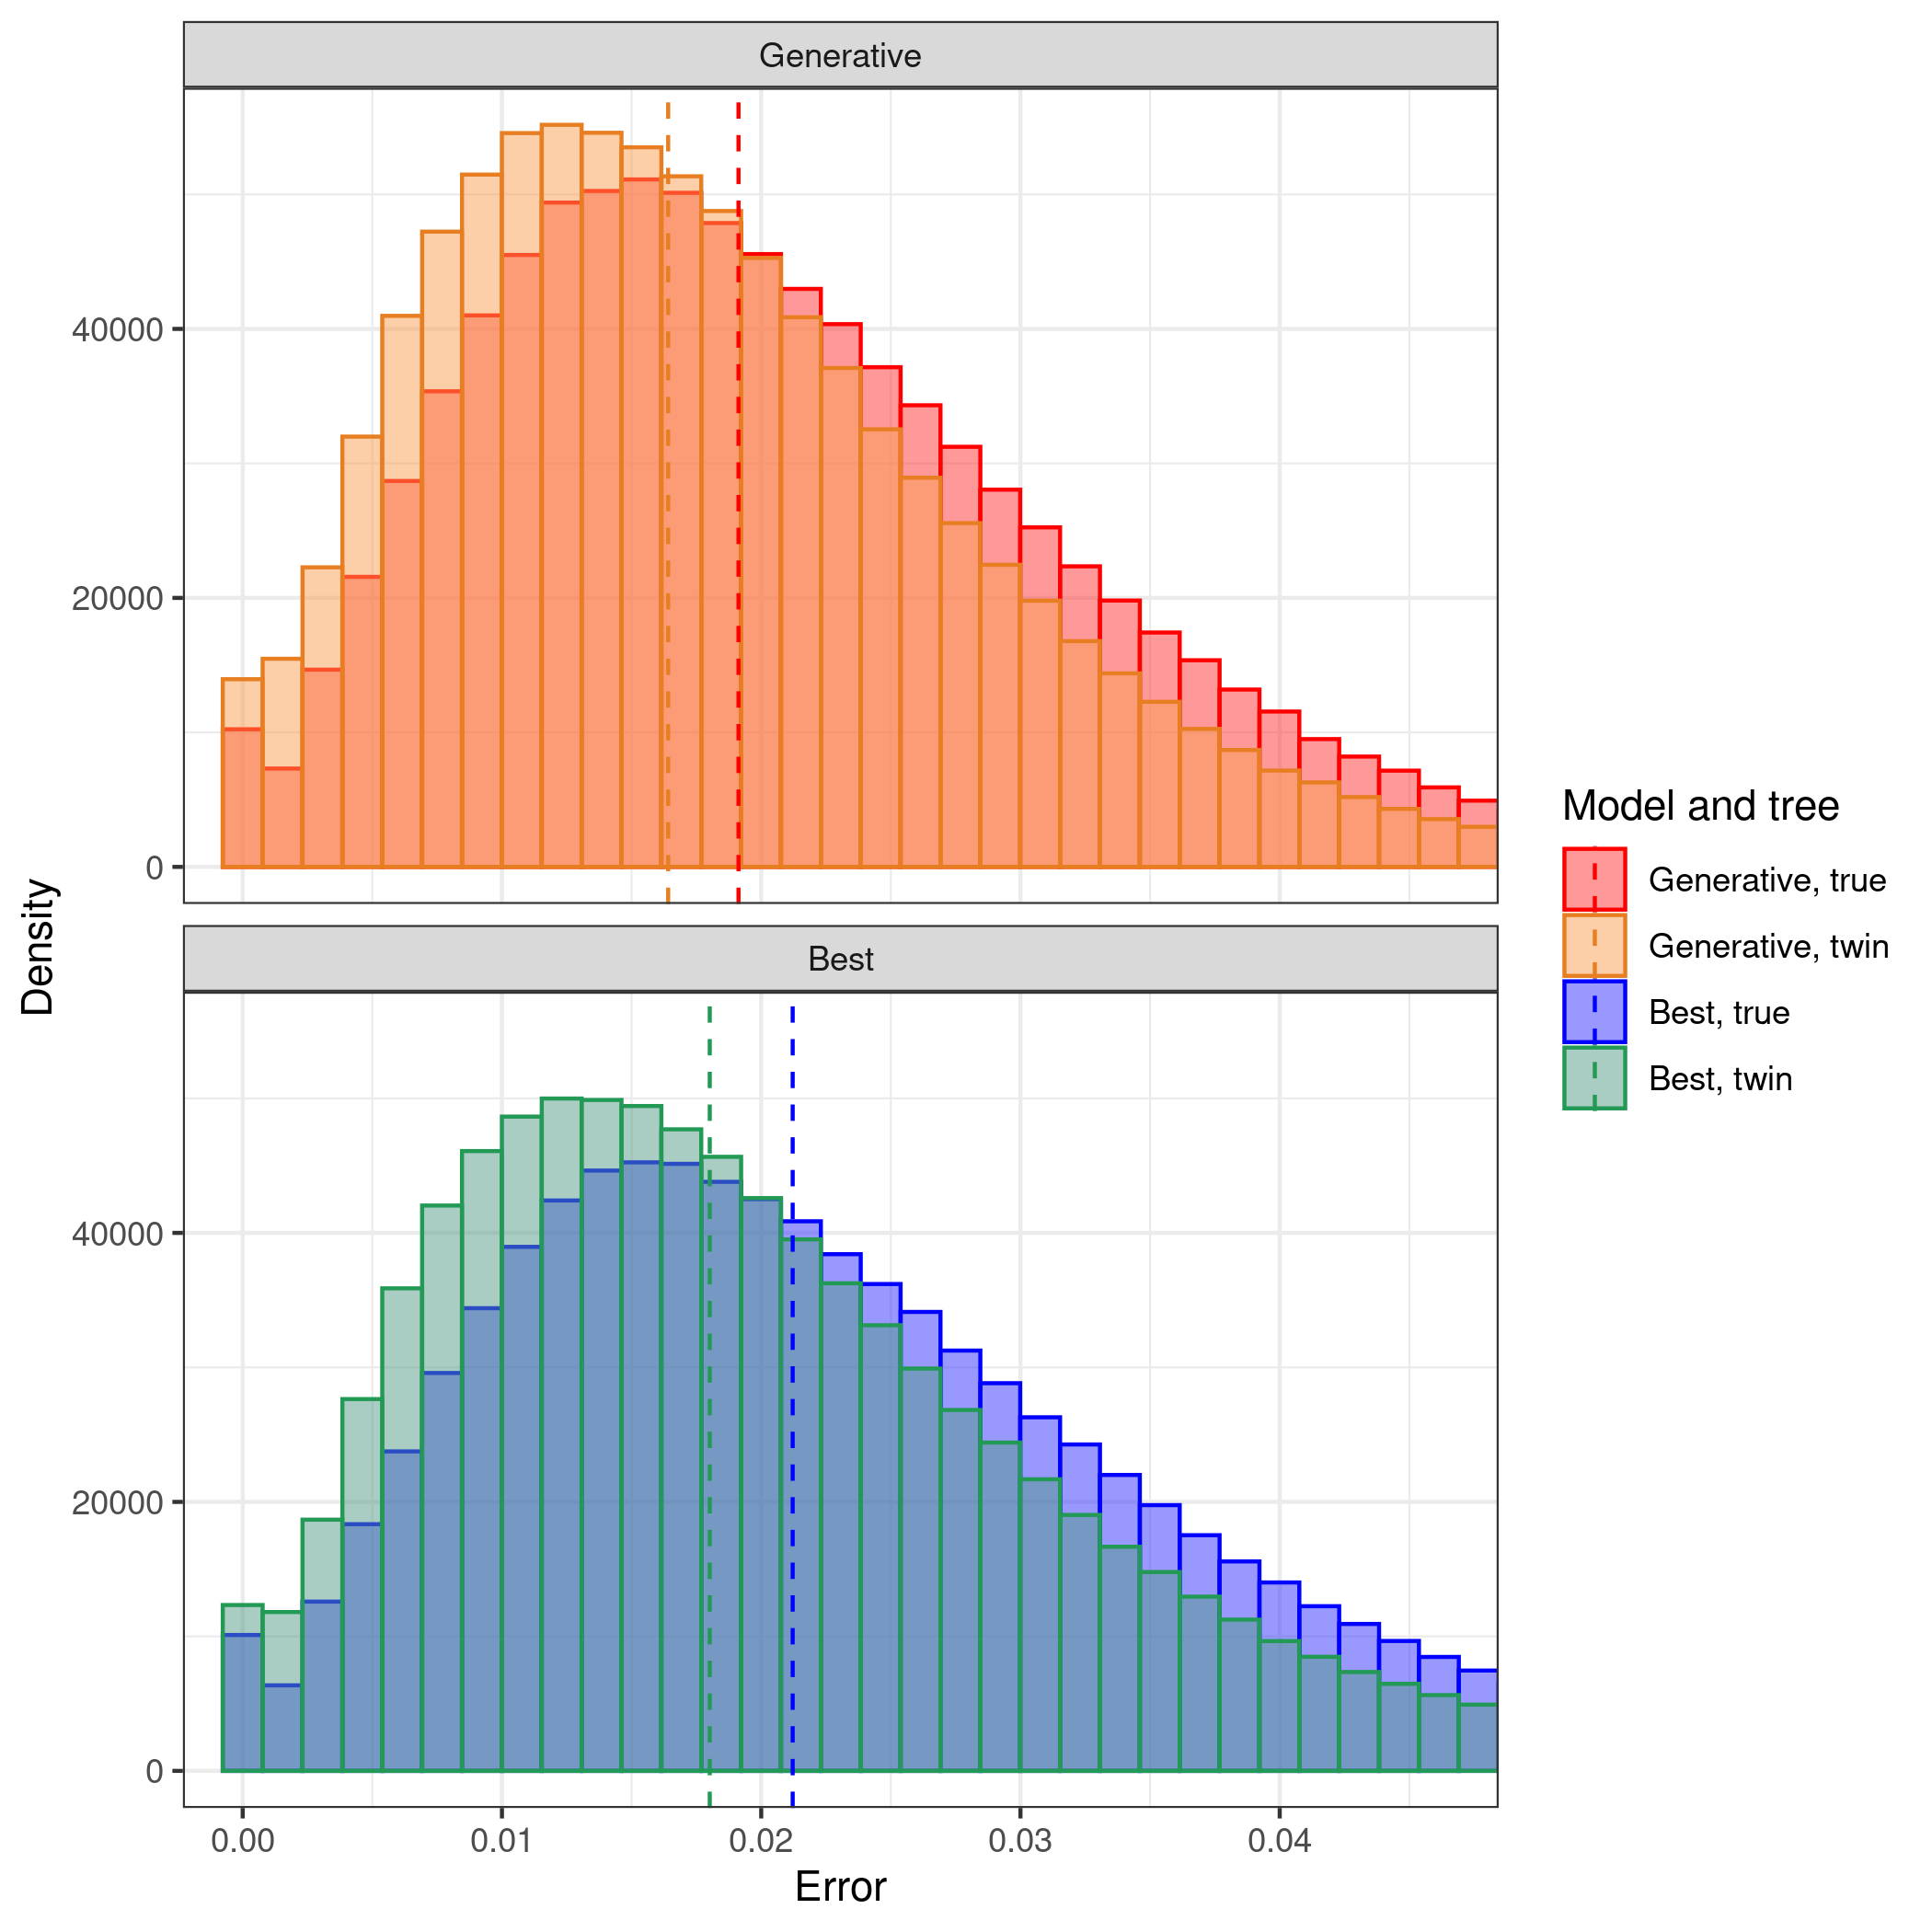 Generative
40000
20000
0
Best
40000
20000
0
0.00 0.01 0.02 0.03 0.04
Error
Density
Model and tree
Generative, true
Generative, twin
Best, true
Best, twin